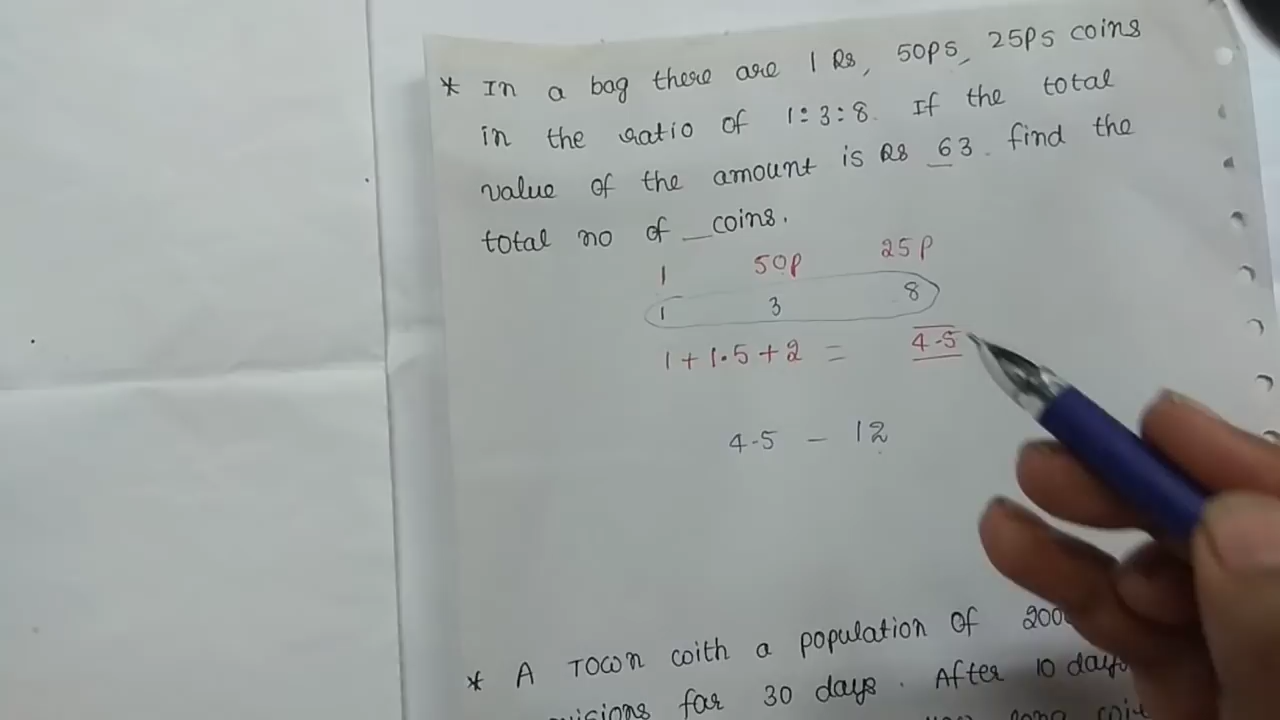 * In a bag there are 1 Rs, 50ps, 25ps coins
in the ratio of 1:3:8. If the total
value of the amount is Rs 63. find the
total no of _ coins.
1 50p 25p
1 3 8
1 + 1.5 + 2 = 4.5
4.5 - 12
* A Town with a population of
for 30 days. After 10 days